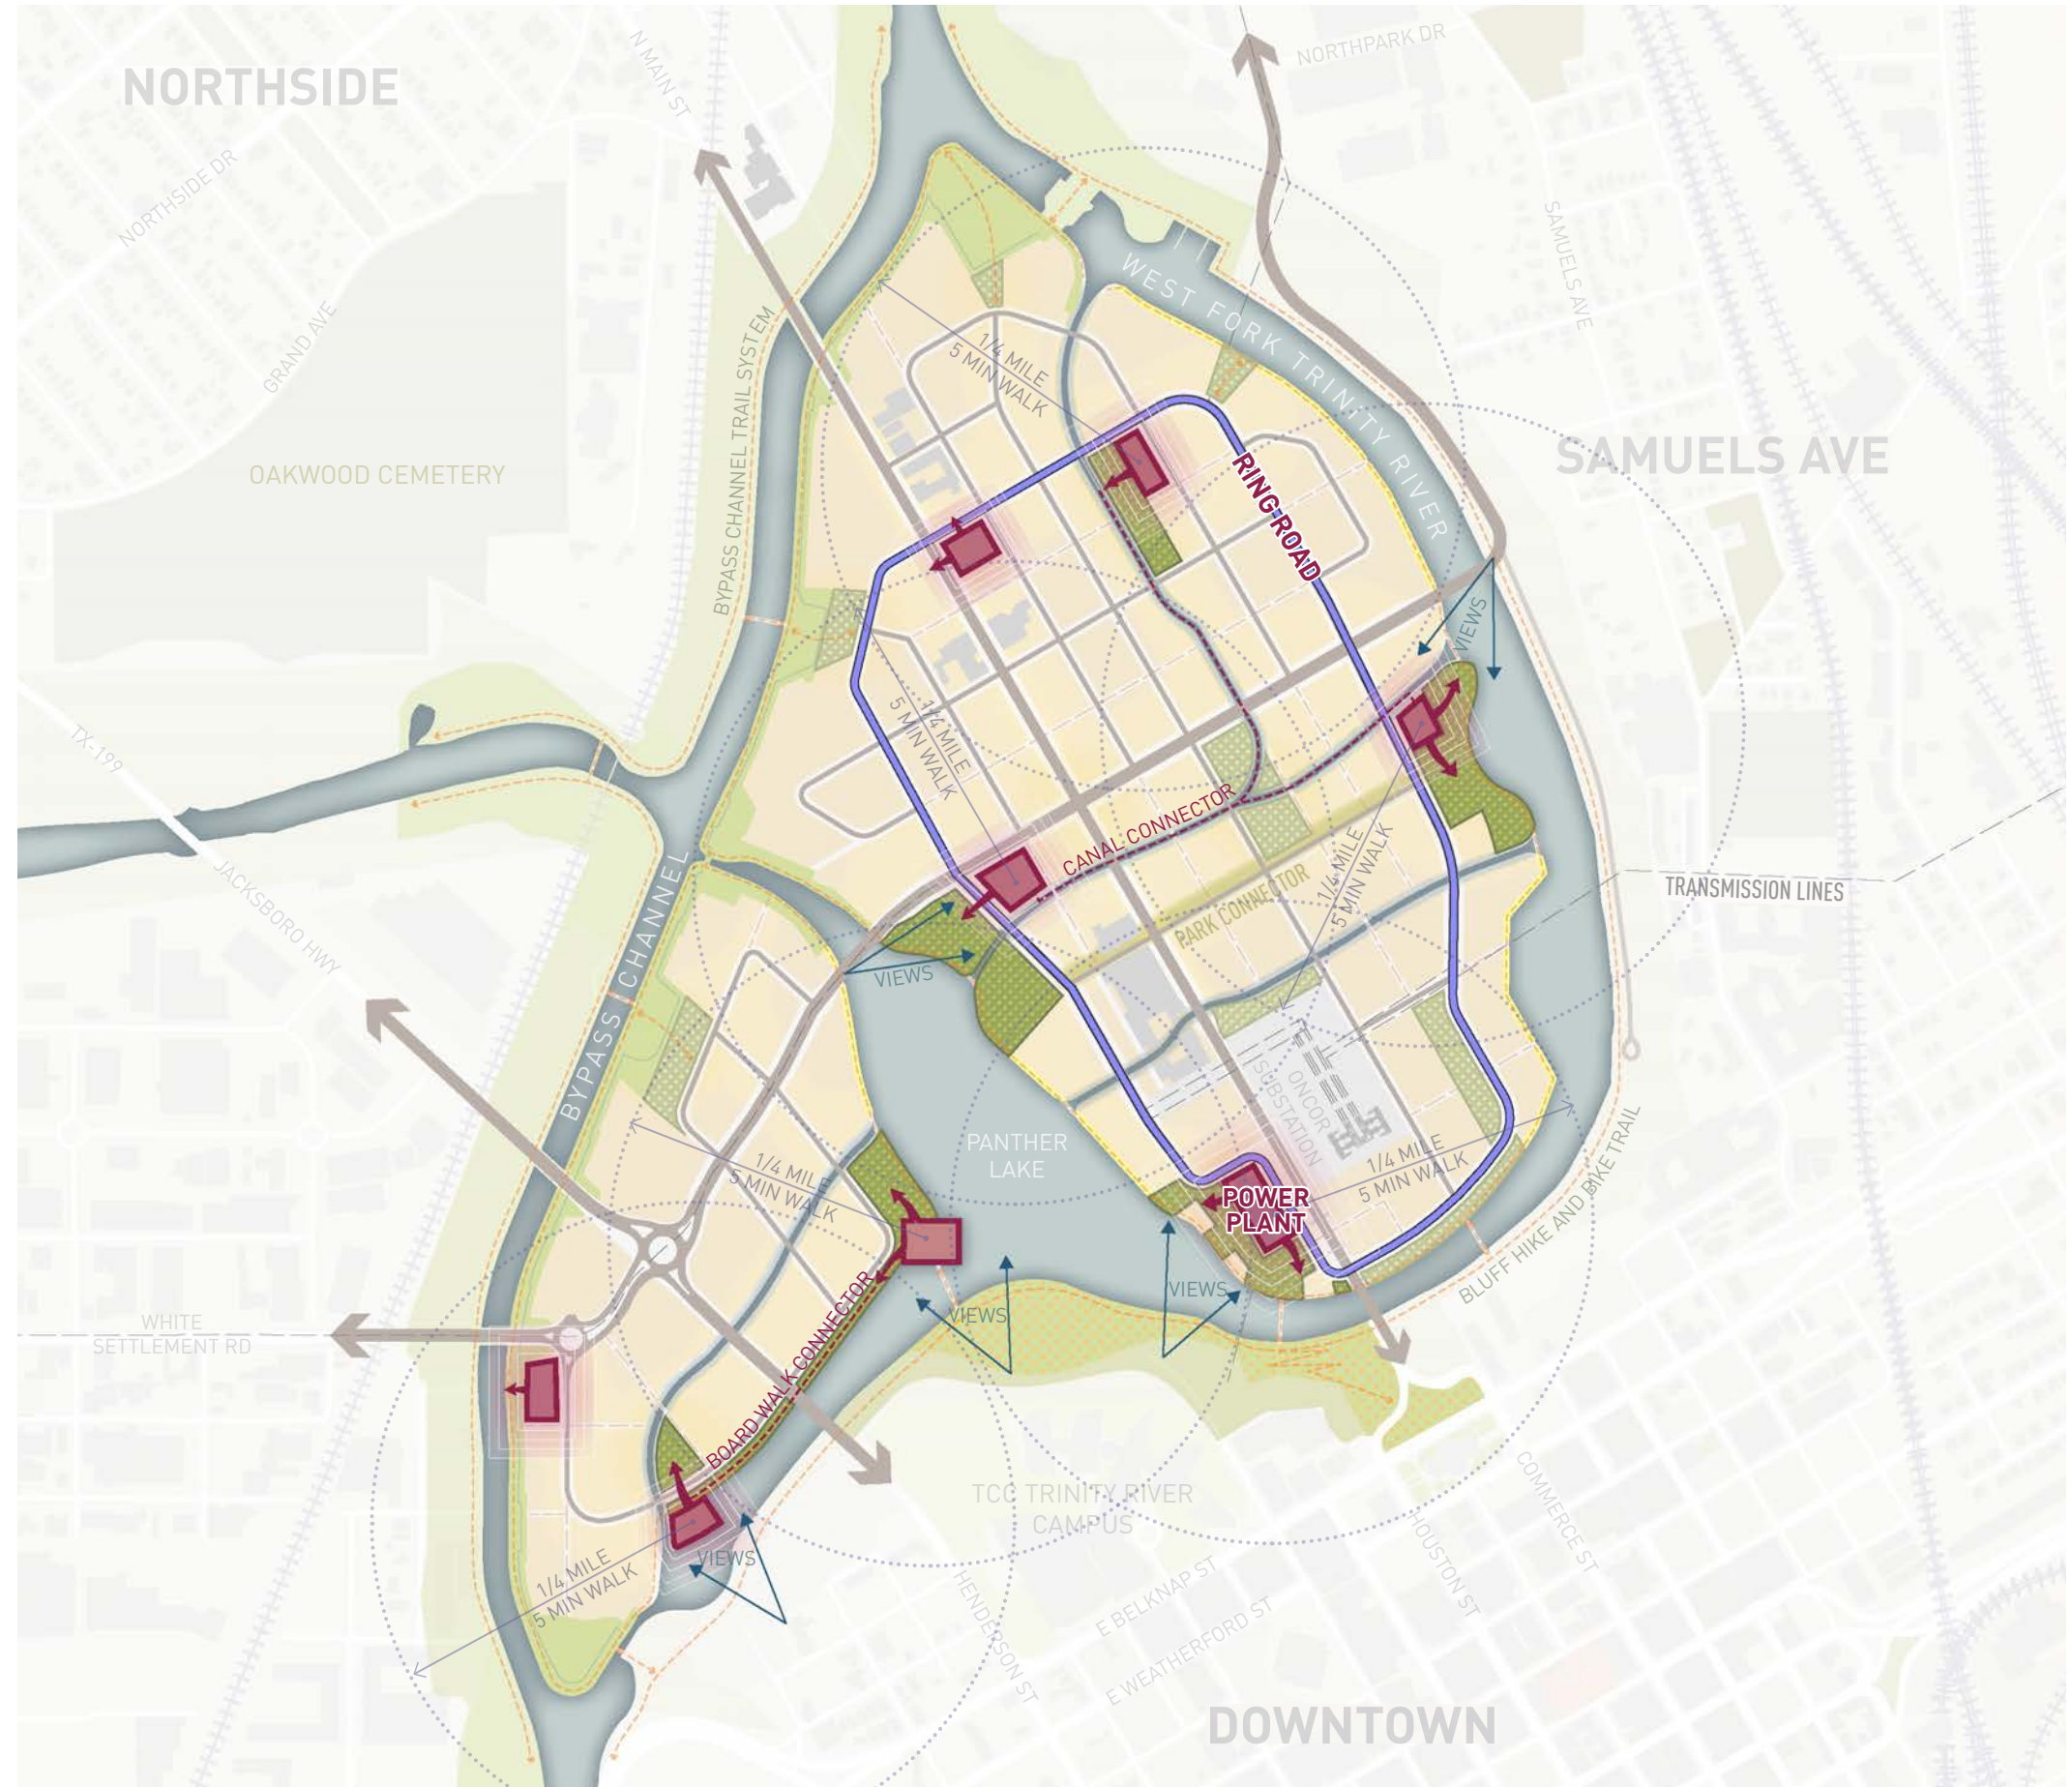 NORTHSIDE
N MAIN ST
NORTHPARK DR
NORTHSIDE DR
SAMUELS AVE
GRAND AVE
BYPASS CHANNEL TRAIL SYSTEM
WEST FORK TRINITY RIVER
1/4 MILE
5 MIN WALK
OAKWOOD CEMETERY
RING ROAD
SAMUELS AVE
VIEWS
TX-199
1/4 MILE
5 MIN WALK
CANAL CONNECTOR
JACKSBORO HWY
BYPASS CHANNEL
1/4 MILE
5 MIN WALK
PARK CONNECTOR
TRANSMISSION LINES
VIEWS
ONCOR
SUBSTATION
PANTHER
LAKE
1/4 MILE
5 MIN WALK
1/4 MILE
5 MIN WALK
POWER
PLANT
BLUFF HIKE AND BIKE TRAIL
VIEWS
VIEWS
WHITE
SETTLEMENT RD
BOARD WALK CONNECTOR
TCC TRINITY RIVER
CAMPUS
COMMERCE ST
HOUSTON ST
VIEWS
1/4 MILE
5 MIN WALK
HENDERSON ST
E BELKNAP ST
E WEATHERFORD ST
DOWNTOWN